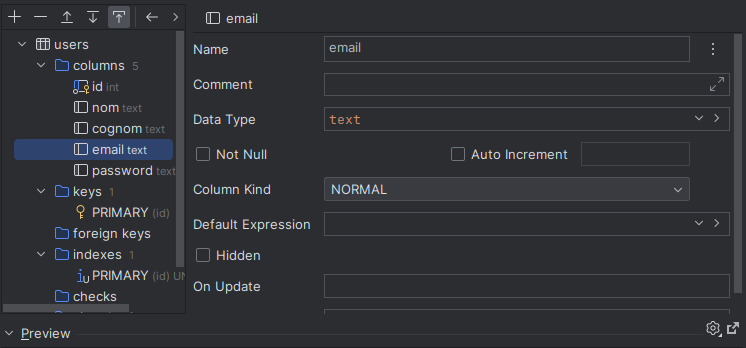 email
users
columns 5
id int
nom text
cognom text
email text
password text
keys 1
PRIMARY (id)
foreign keys
indexes 1
PRIMARY (id) UN
checks
Name email
Comment
Data Type text
Not Null Auto Increment
Column Kind NORMAL
Default Expression
Hidden
On Update
Preview